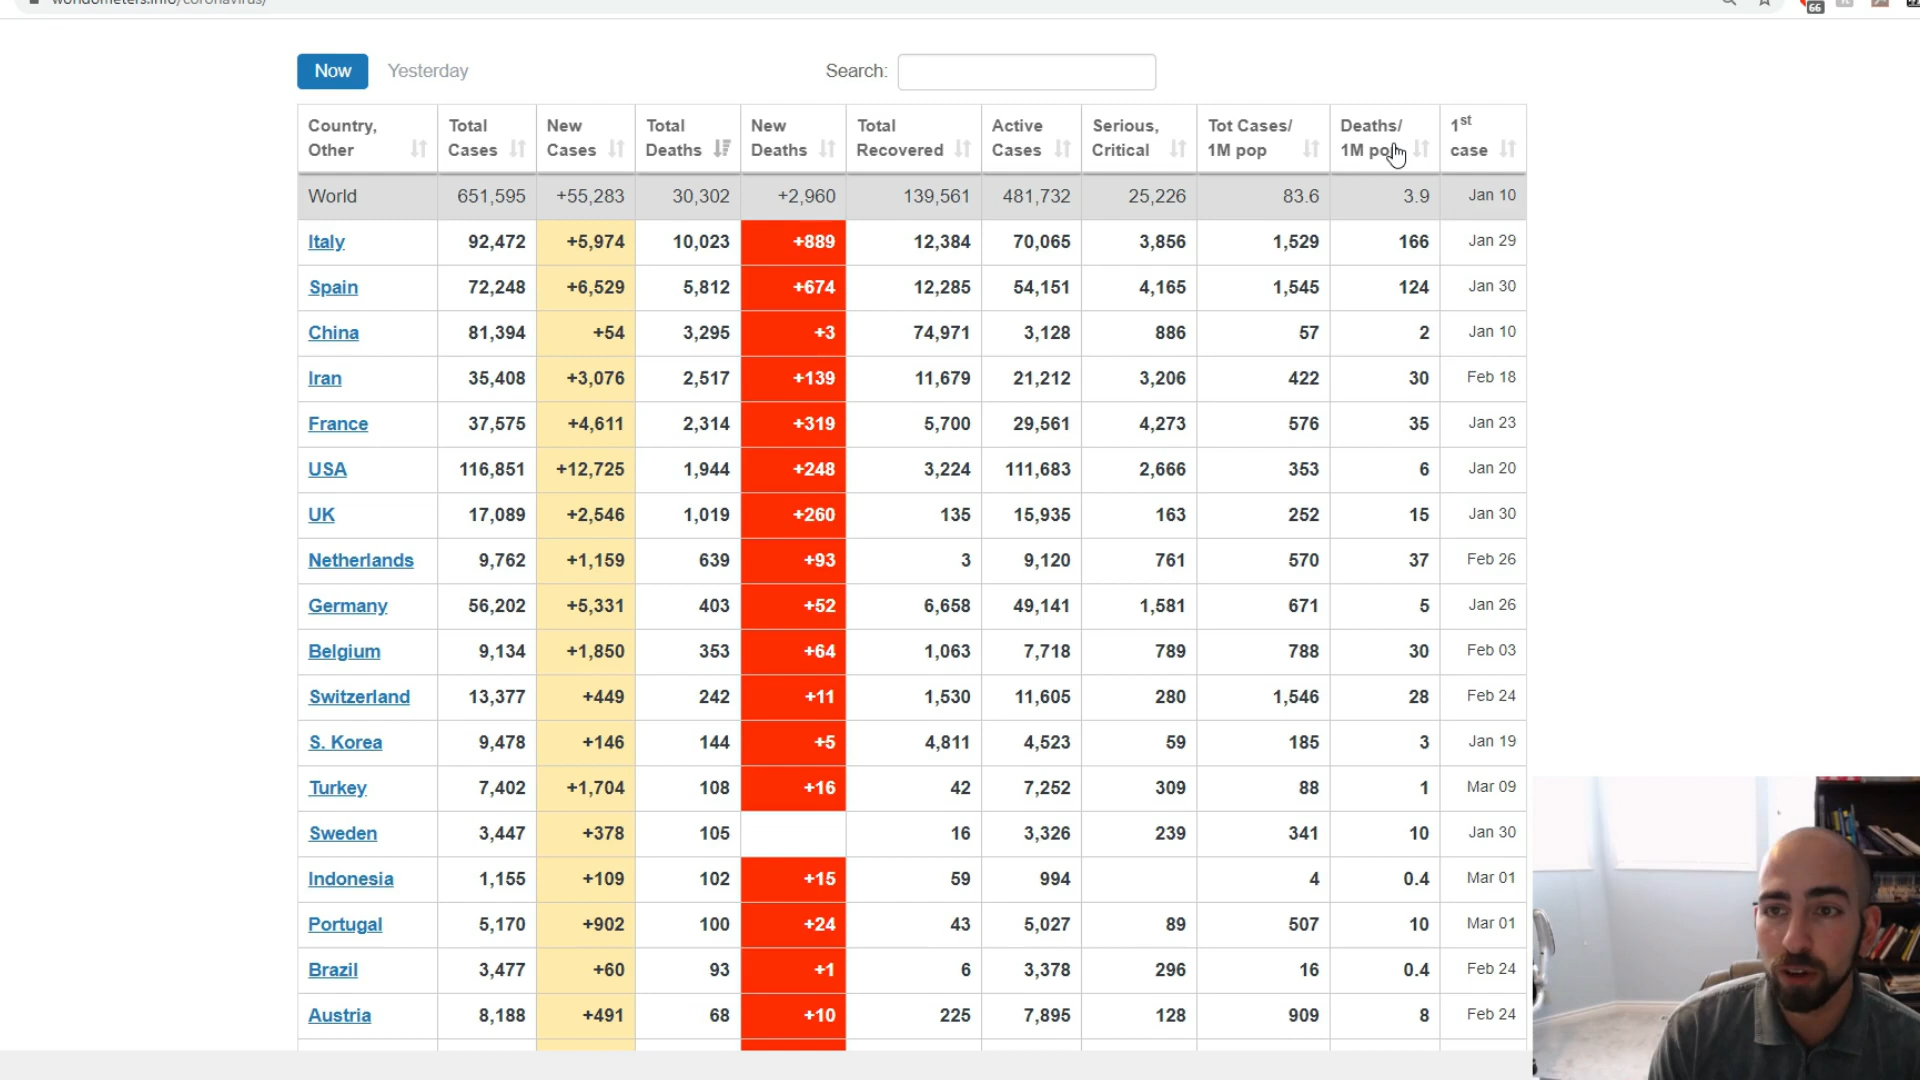 worldometers.info/coronavirus/
66
Now Yesterday Search:
Country, Other Total Cases New Cases Total Deaths New Deaths Total Recovered Active Cases Serious, Critical Tot Cases/ 1M pop Deaths/ 1M pop 1st case
World 651,595 +55,283 30,302 +2,960 139,561 481,732 25,226 83.6 3.9 Jan 10
Italy 92,472 +5,974 10,023 +889 12,384 70,065 3,856 1,529 166 Jan 29
Spain 72,248 +6,529 5,812 +674 12,285 54,151 4,165 1,545 124 Jan 30
China 81,394 +54 3,295 +3 74,971 3,128 886 57 2 Jan 10
Iran 35,408 +3,076 2,517 +139 11,679 21,212 3,206 422 30 Feb 18
France 37,575 +4,611 2,314 +319 5,700 29,561 4,273 576 35 Jan 23
USA 116,851 +12,725 1,944 +248 3,224 111,683 2,666 353 6 Jan 20
UK 17,089 +2,546 1,019 +260 135 15,935 163 252 15 Jan 30
Netherlands 9,762 +1,159 639 +93 3 9,120 761 570 37 Feb 26
Germany 56,202 +5,331 403 +52 6,658 49,141 1,581 671 5 Jan 26
Belgium 9,134 +1,850 353 +64 1,063 7,718 789 788 30 Feb 03
Switzerland 13,377 +449 242 +11 1,530 11,605 280 1,546 28 Feb 24
S. Korea 9,478 +146 144 +5 4,811 4,523 59 185 3 Jan 19
Turkey 7,402 +1,704 108 +16 42 7,252 309 88 1 Mar 09
Sweden 3,447 +378 105 16 3,326 239 341 10 Jan 30
Indonesia 1,155 +109 102 +15 59 994 4 0.4 Mar 01
Portugal 5,170 +902 100 +24 43 5,027 89 507 10 Mar 01
Brazil 3,477 +60 93 +1 6 3,378 296 16 0.4 Feb 24
Austria 8,188 +491 68 +10 225 7,895 128 909 8 Feb 24